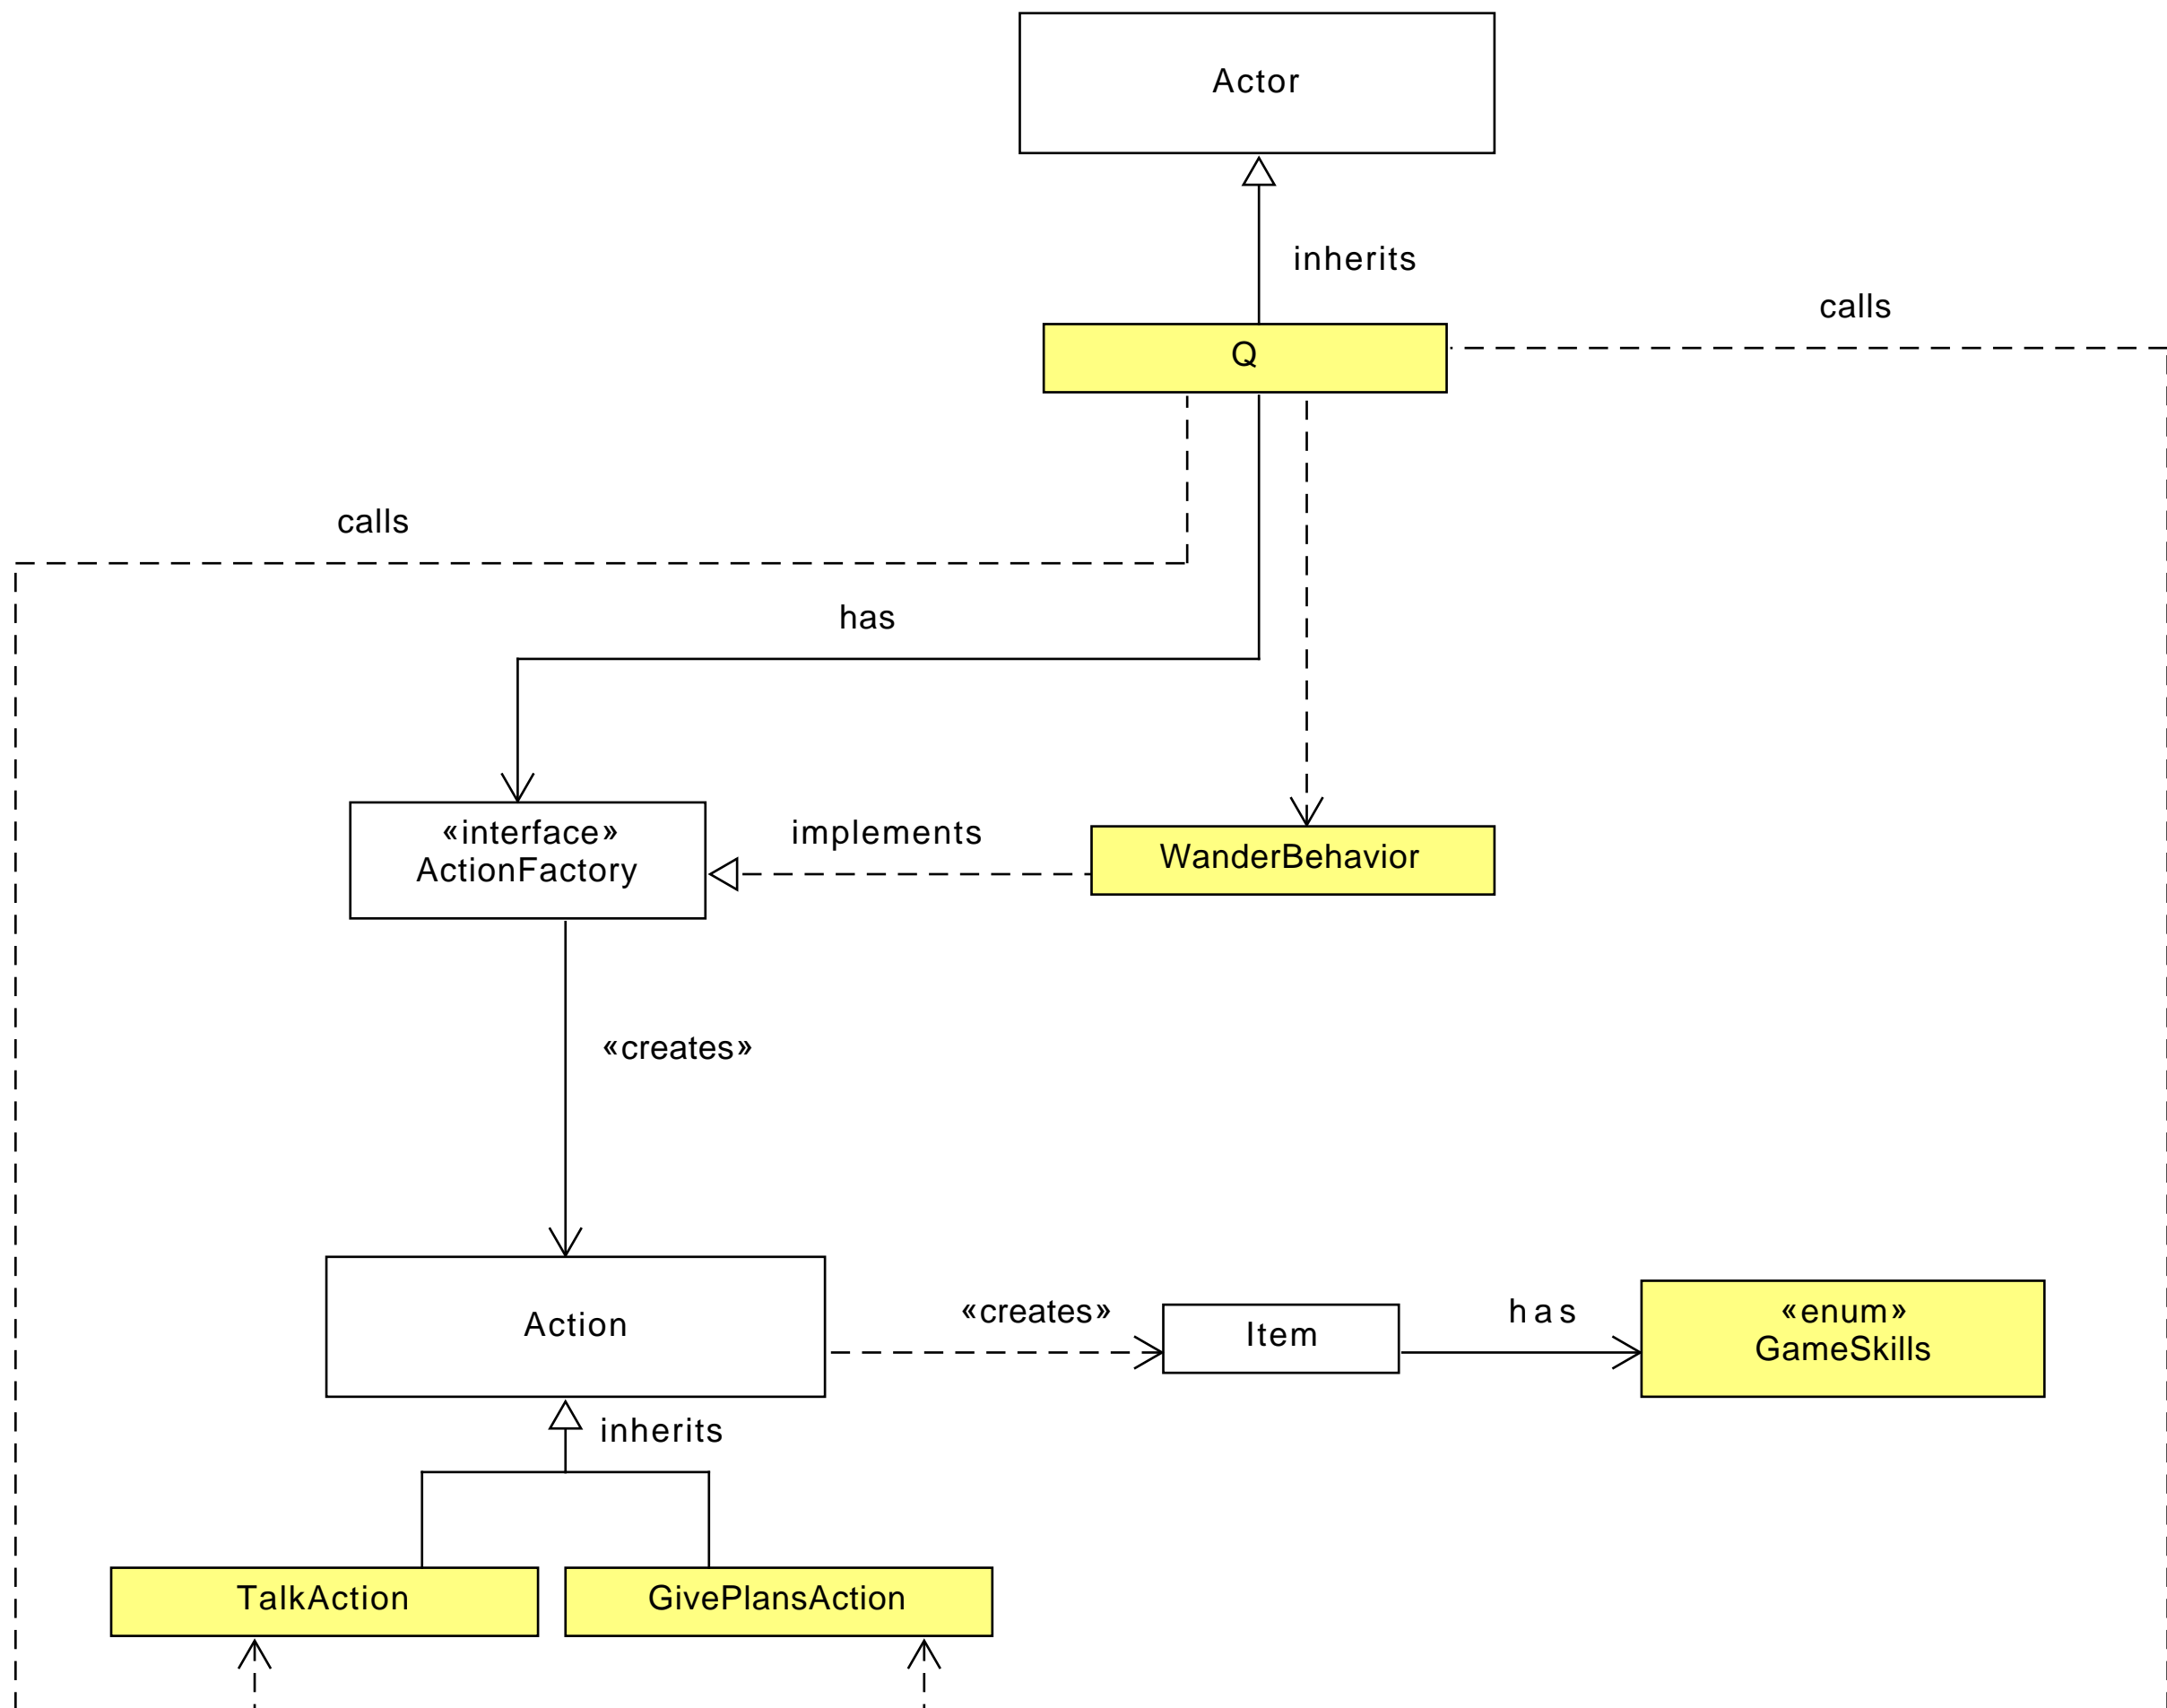 Actor
inherits
calls
Q
calls
has
«interface»
ActionFactory
implements
WanderBehavior
«creates»
Action
«creates»
Item
has
«enum»
GameSkills
inherits
TalkAction
GivePlansAction